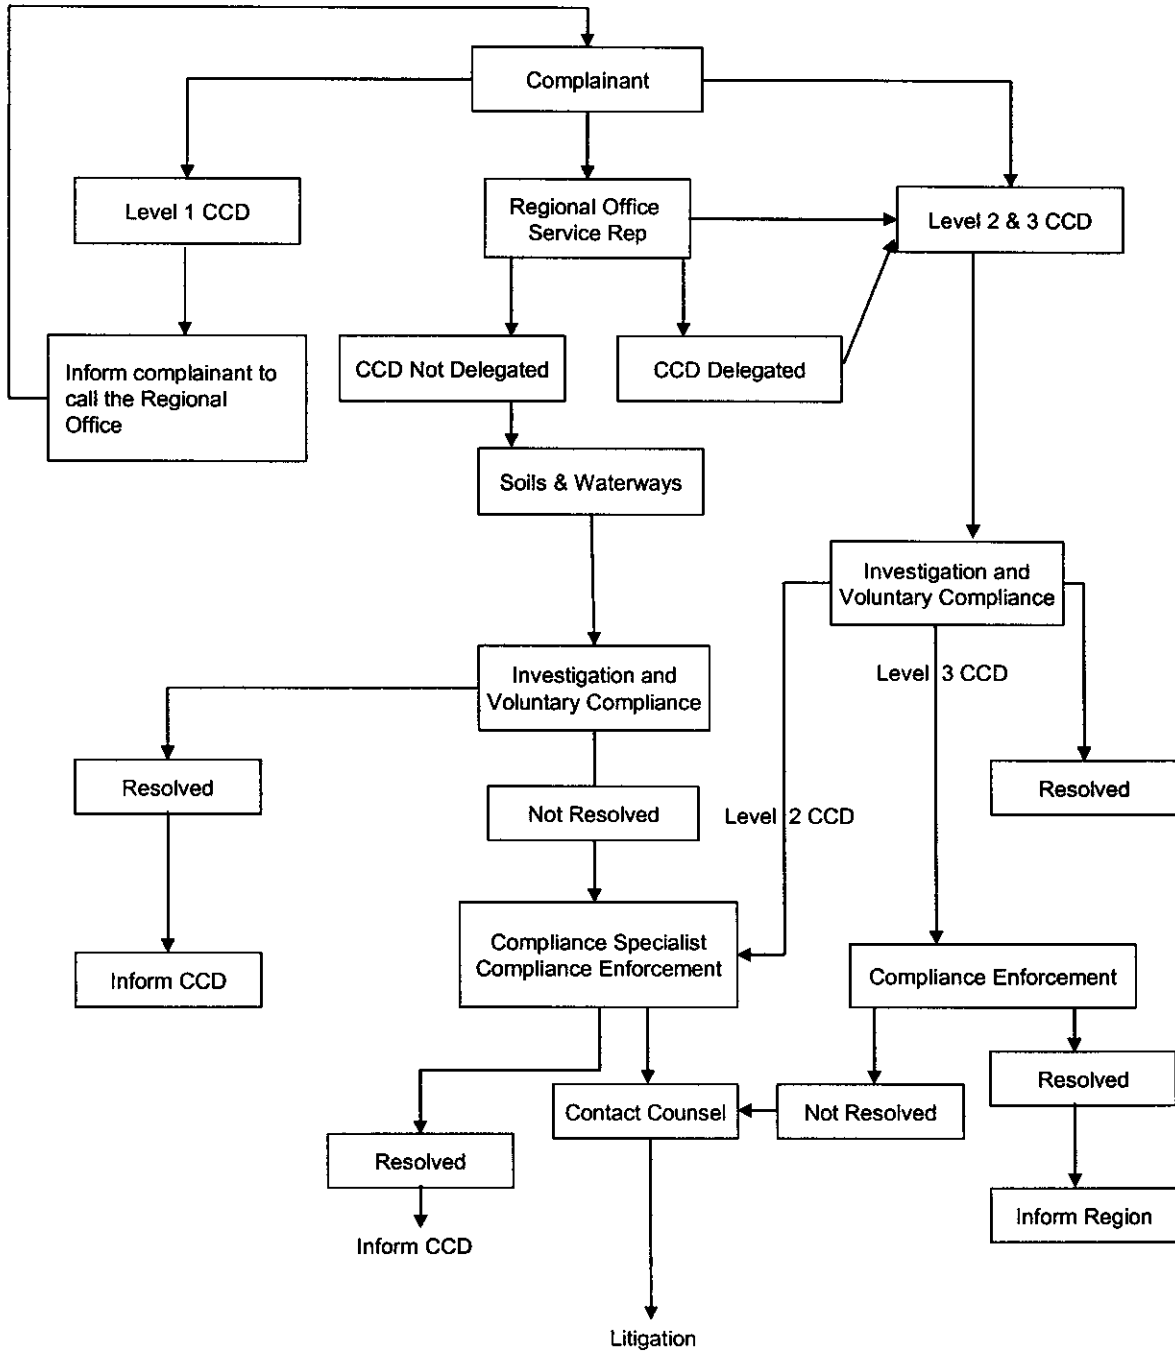 Complainant
Level 1 CCD
Regional Office
Service Rep
Level 2 & 3 CCD
Inform complainant to
call the Regional
Office
CCD Not Delegated
CCD Delegated
Soils & Waterways
Investigation and
Voluntary Compliance
Investigation and
Voluntary Compliance
Level 3 CCD
Resolved
Resolved
Not Resolved
Level 2 CCD
Compliance Specialist
Compliance Enforcement
Inform CCD
Compliance Enforcement
Resolved
Contact Counsel
Not Resolved
Resolved
Inform Region
Inform CCD
Litigation